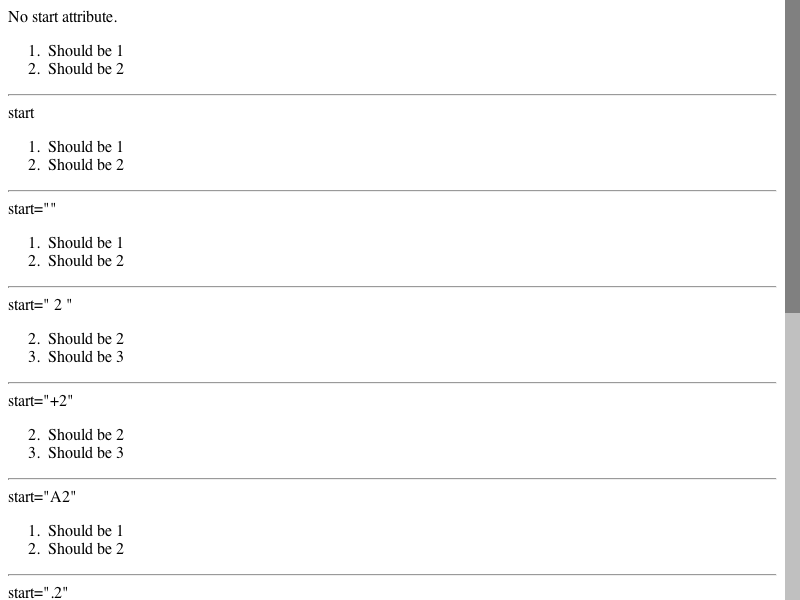 No start attribute.
1. Should be 1
2. Should be 2
start
1. Should be 1
2. Should be 2
start=""
1. Should be 1
2. Should be 2
start=" 2 "
2. Should be 2
3. Should be 3
start="+2"
2. Should be 2
3. Should be 3
start="A2"
1. Should be 1
2. Should be 2
start=".2"